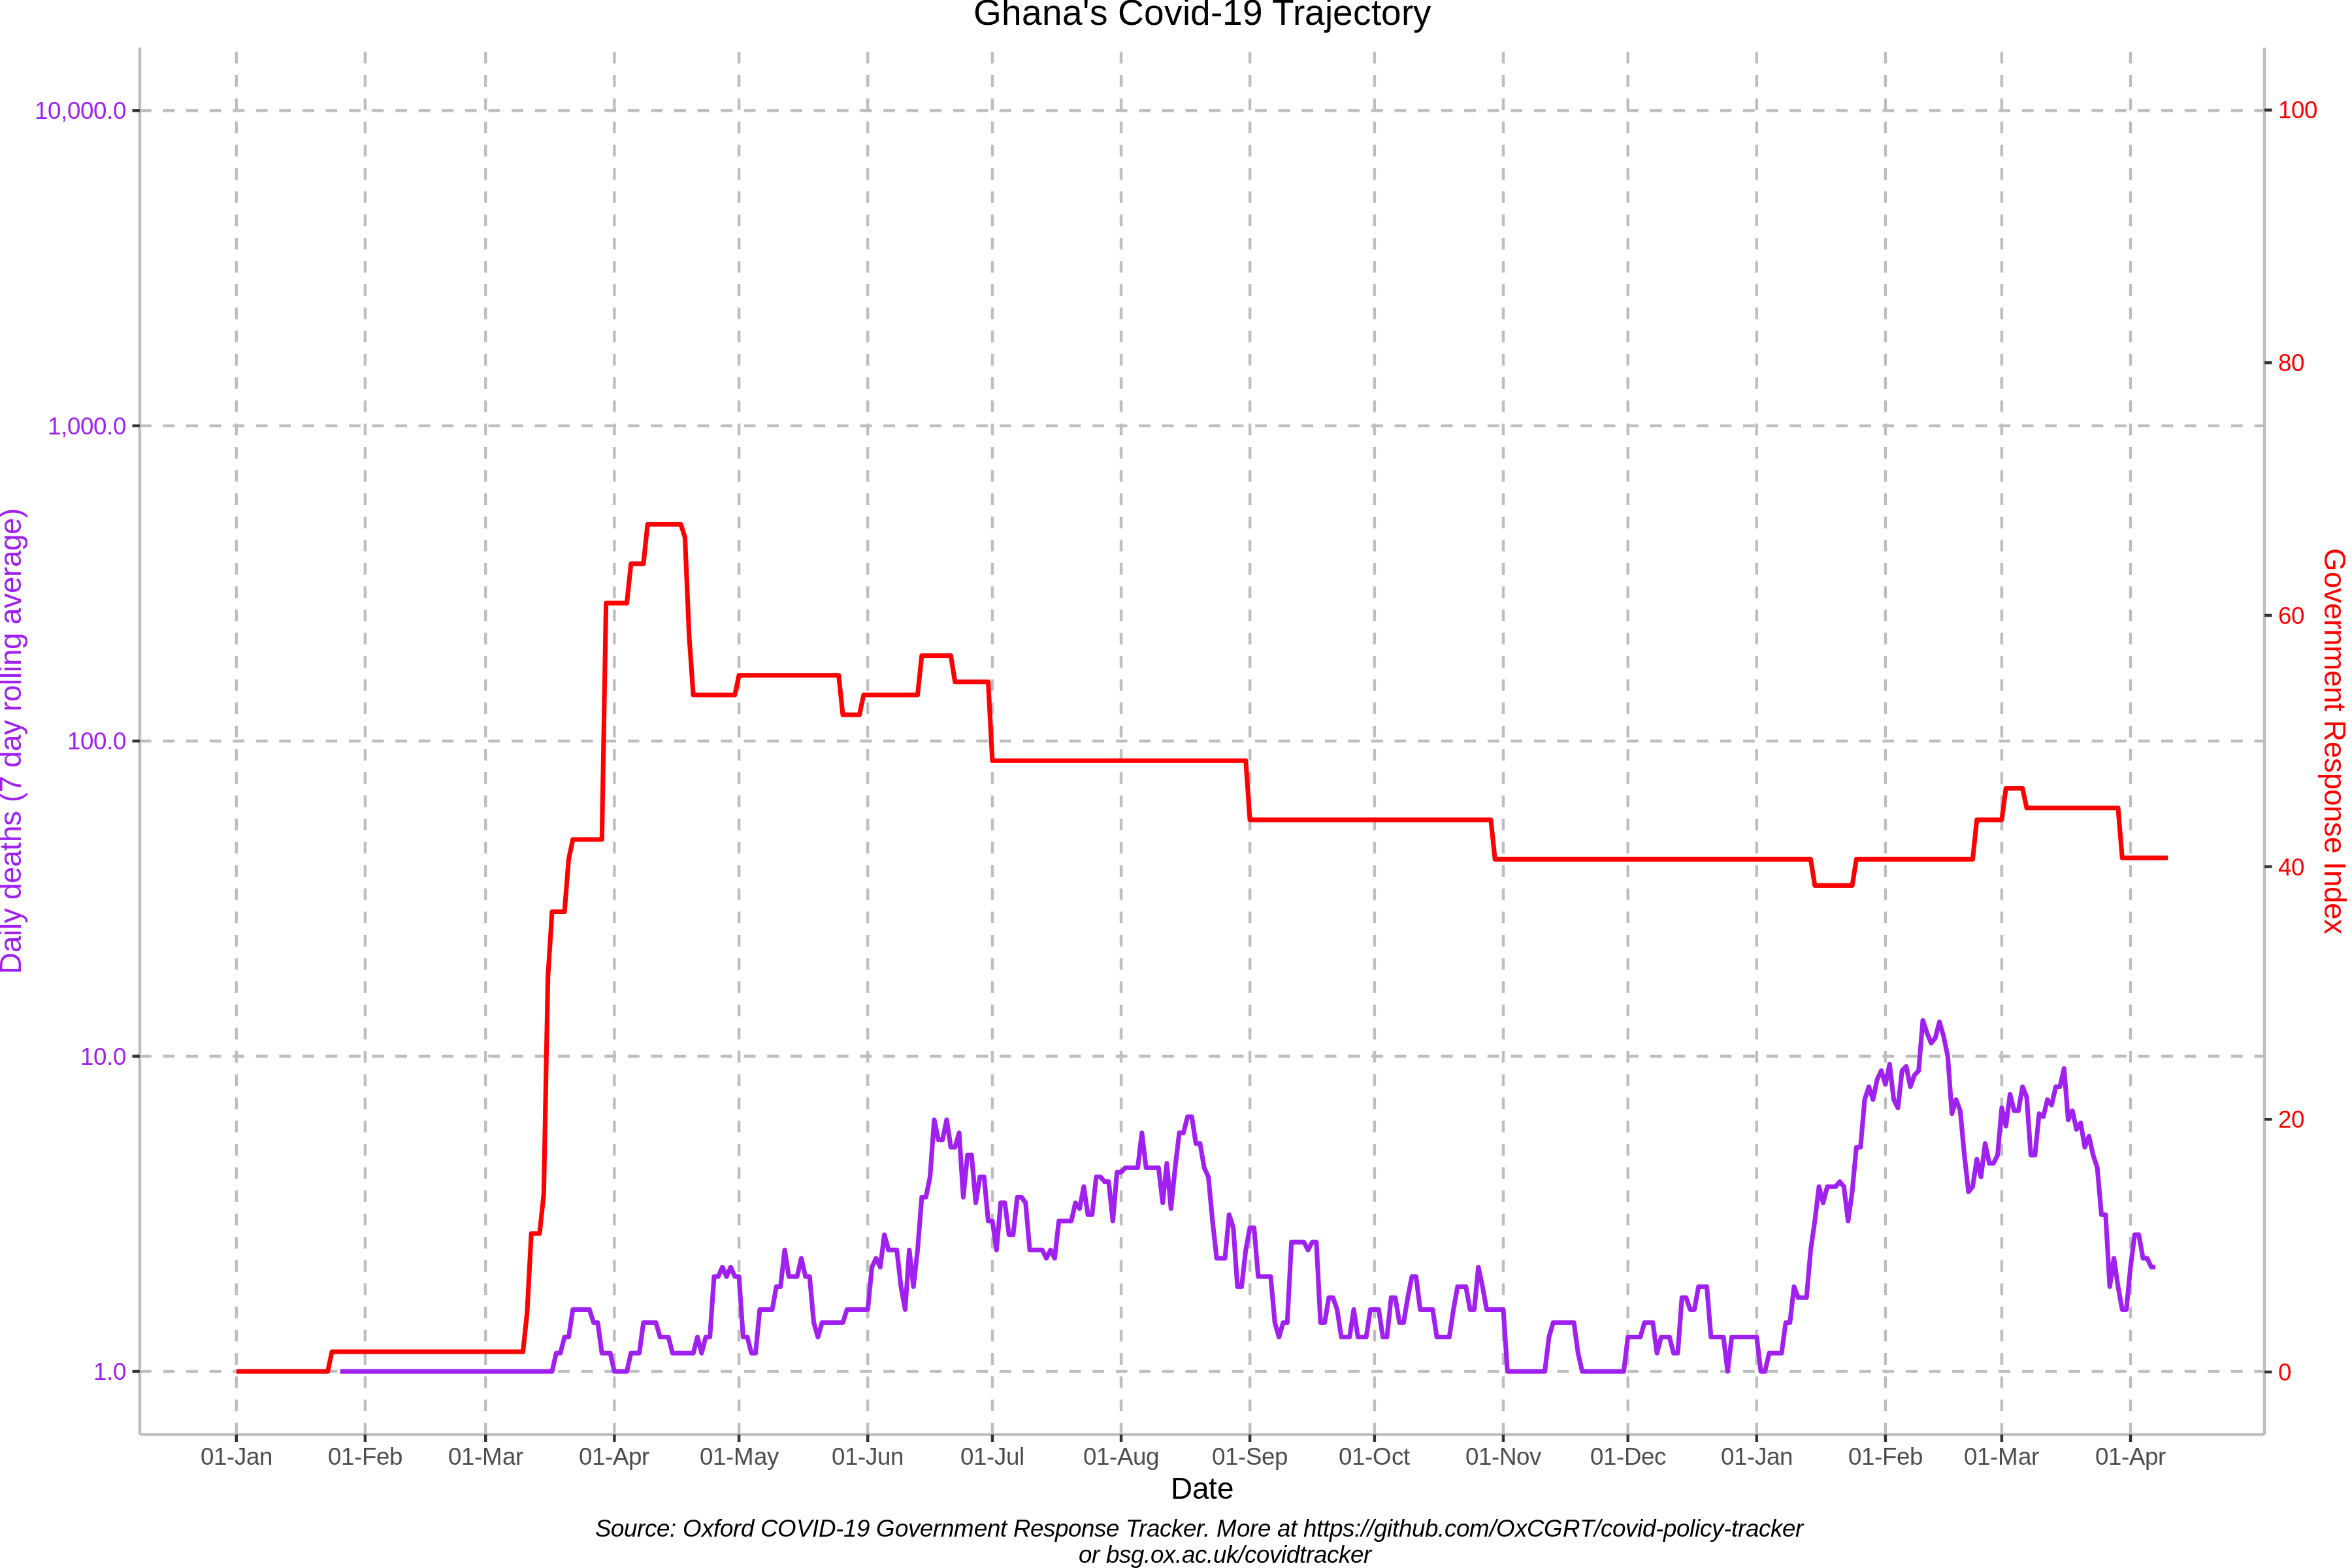 Ghana's Covid-19 Trajectory
10,000.0
1,000.0
100.0
10.0
1.0
Daily deaths (7 day rolling average)
100
80
60
40
20
0
Government Response Index
01-Jan 01-Feb 01-Mar 01-Apr 01-May 01-Jun 01-Jul 01-Aug 01-Sep 01-Oct 01-Nov 01-Dec 01-Jan 01-Feb 01-Mar 01-Apr
Date
Source: Oxford COVID-19 Government Response Tracker. More at https://github.com/OxCGRT/covid-policy-tracker
or bsg.ox.ac.uk/covidtracker